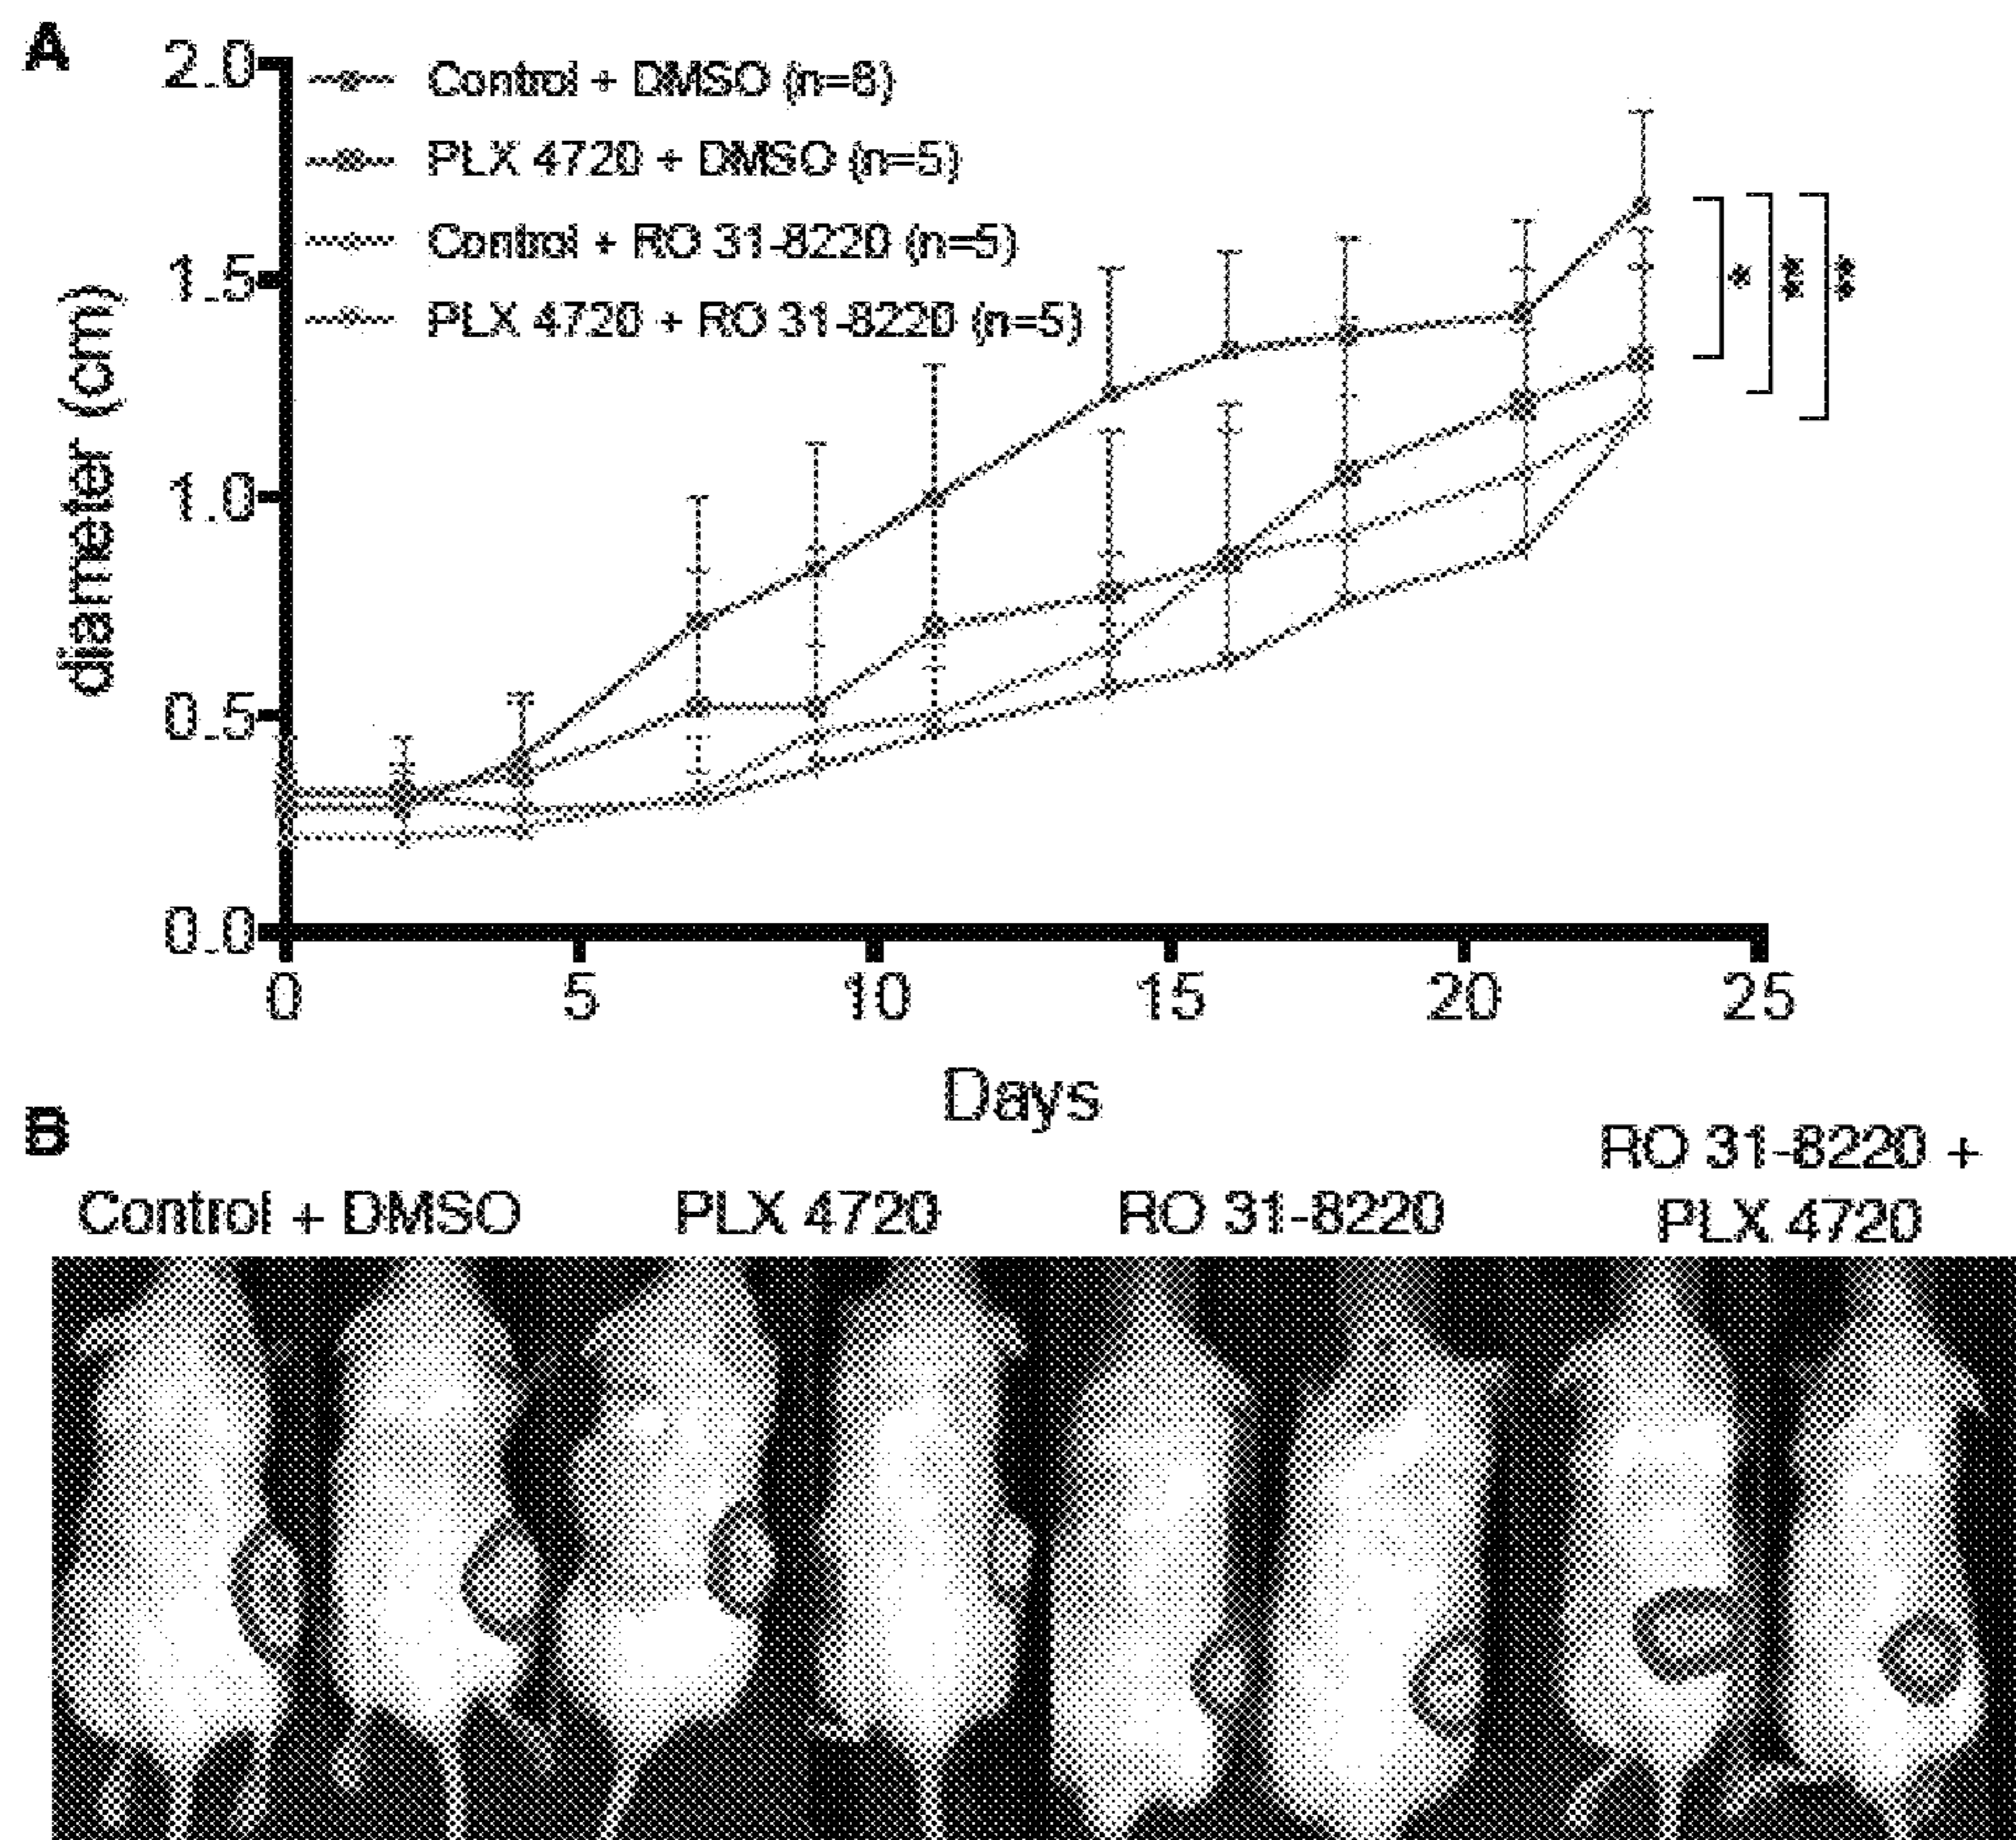 A
2.0
Control + DMSO (n=8)
PLX 4720 + DMSO (n=5)
Control + RO 31-8220 (n=5)
PLX 4720 + RO 31-8220 (n=5)
1.5
1.0
0.5
0.0
diameter (cm)
* ** **
0 5 10 15 20 25
Days
B
Control + DMSO
PLX 4720
RO 31-8220
RO 31-8220 +
PLX 4720